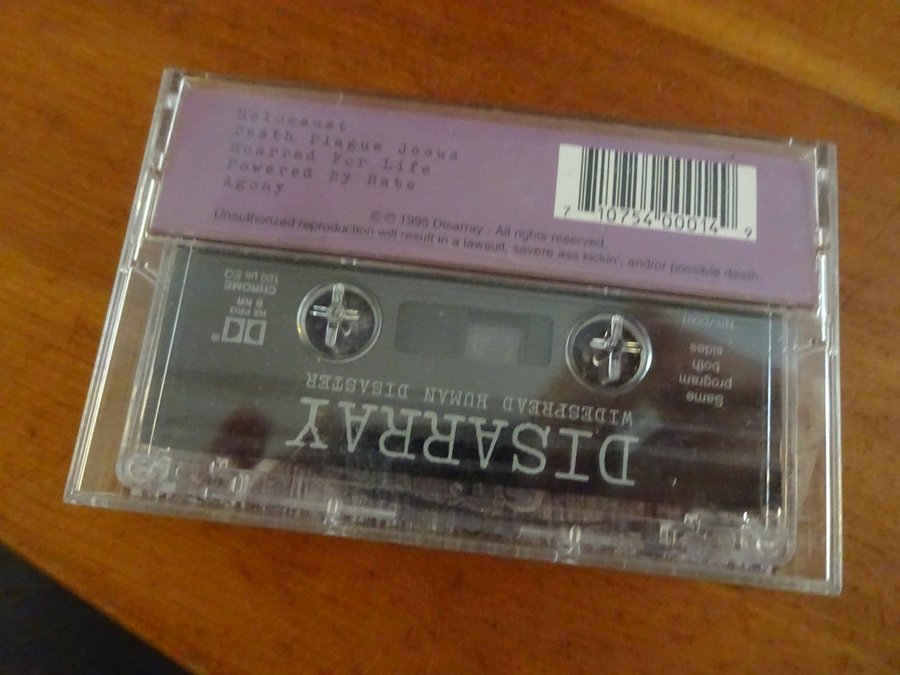 Holocaust
Death Plague Jesus
Scarred For Life
Powered By Hate
Agony
7 10754 00014 9
© ℗ 1995 Disarray - All rights reserved
Unauthorized reproduction will result in a lawsuit, severe ass kickin', and/or possible death.
DISARRAY
WIDESPREAD HUMAN DISASTER
Same
program
both
sides
HX PRO
B NR
CHROME
120 µs EQ